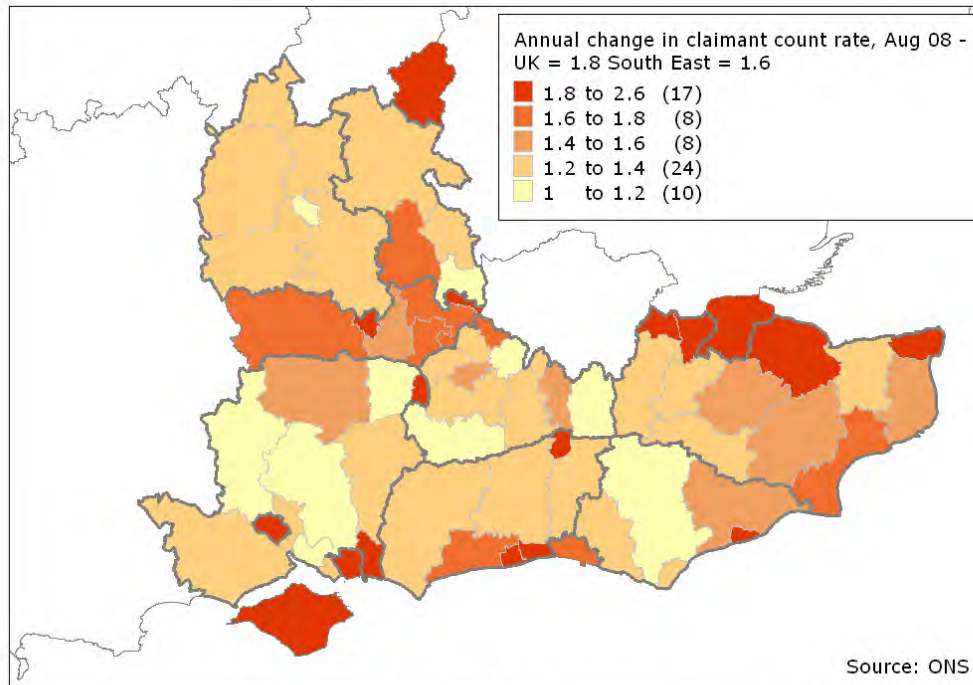 Annual change in claimant count rate, Aug 08 -
UK = 1.8 South East = 1.6
1.8 to 2.6 (17)
1.6 to 1.8 (8)
1.4 to 1.6 (8)
1.2 to 1.4 (24)
1 to 1.2 (10)
Source: ONS